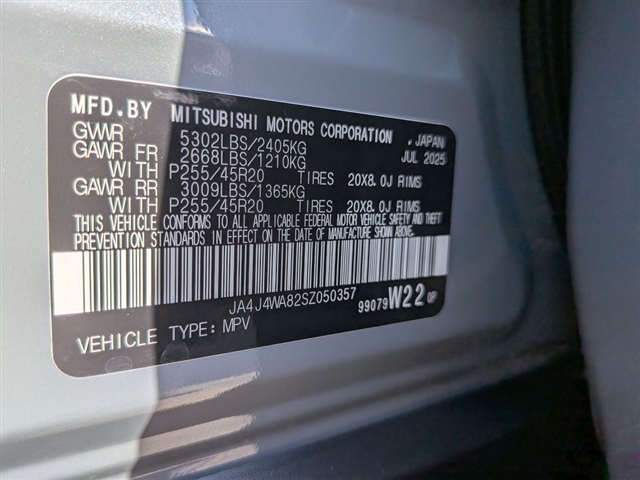 MFD.BY MITSUBISHI MOTORS CORPORATION , JAPAN
GVWR 5302LBS/2405KG JUL 2025
GAWR FR 2668LBS/1210KG
WITH P255/45R20 TIRES 20X8.0J RIMS
GAWR RR 3009LBS/1365KG
WITH P255/45R20 TIRES 20X8.0J RIMS
THIS VEHICLE CONFORMS TO ALL APPLICABLE FEDERAL MOTOR VEHICLE SAFETY AND THEFT
PREVENTION STANDARDS IN EFFECT ON THE DATE OF MANUFACTURE SHOWN ABOVE.
JA4J4WA82SZ050357
99079W22 0P
VEHICLE TYPE: MPV